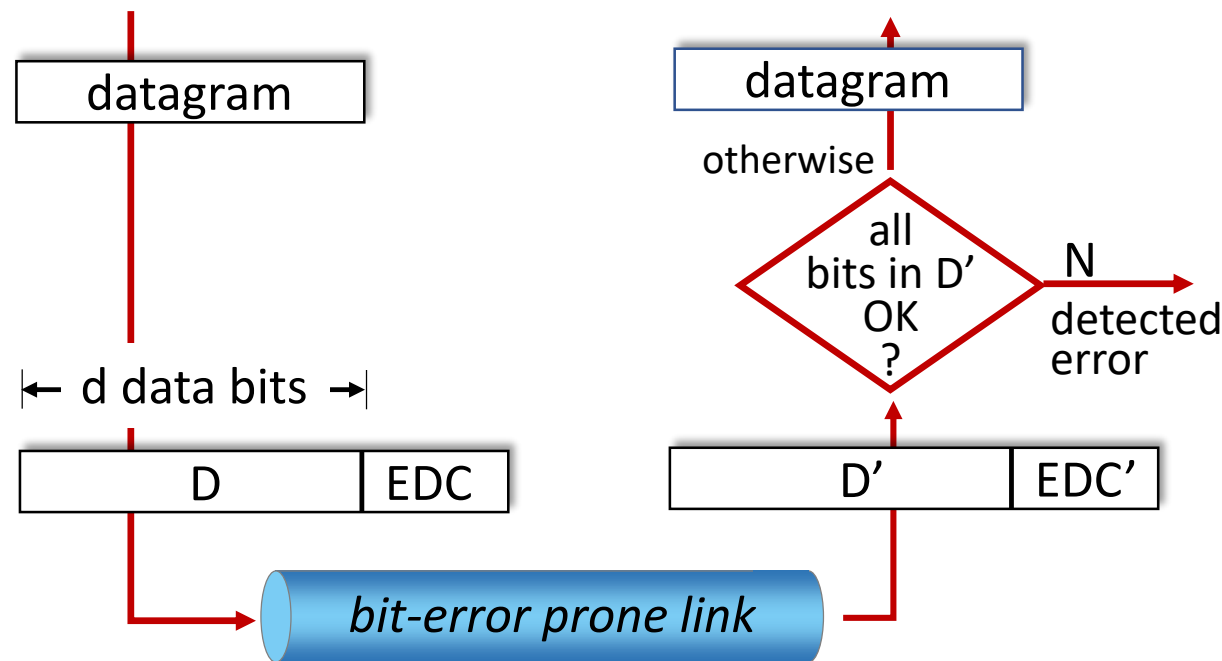 datagram
d data bits
D
EDC
bit-error prone link
datagram
otherwise
all
bits in D’
OK
?
N
detected
error
D’
EDC’